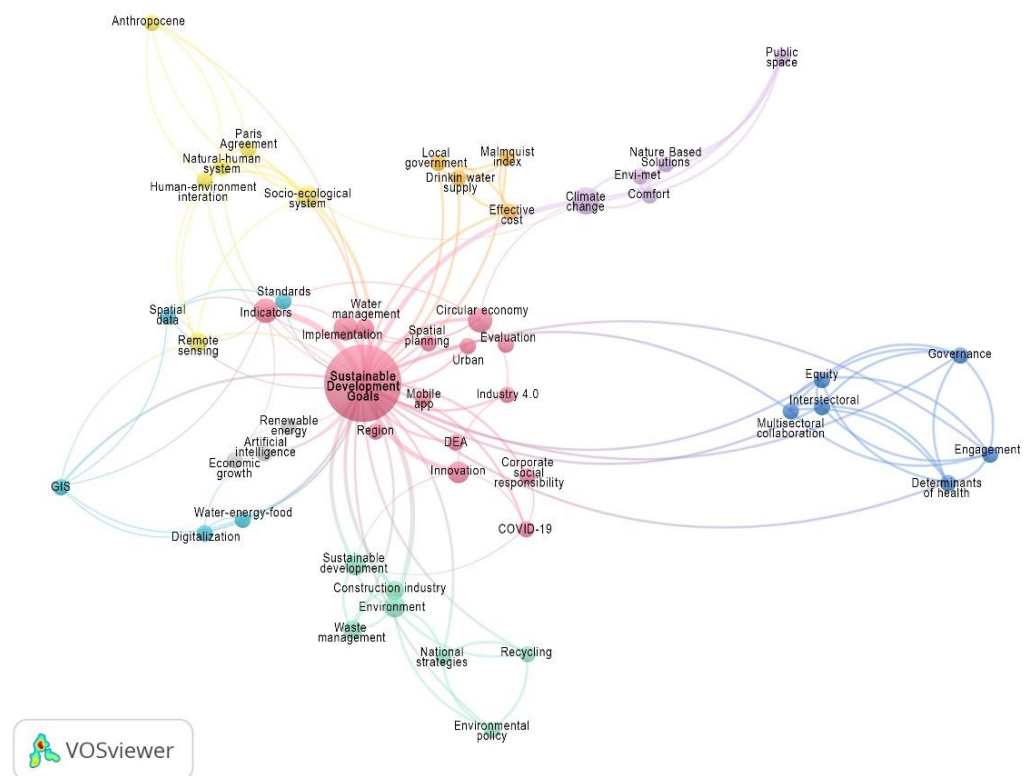 Anthropocene
Public
space
Paris
Agreement
Natural-human
system
Human-environment
interation
Socio-ecological
system
Local
government
Malmquist
index
Drinkin water
supply
Effective
cost
Nature Based
Solutions
Envi-met
Climate
change
Comfort
Standards
Indicators
Spatial
data
Remote
sensing
Water
management
Implementation
Circular economy
Spatial
planning
Evaluation
Urban
Sustainable
Development
Goals
Mobile
app
Industry 4.0
Region
Governance
Equity
Interstectoral
Multisectoral
collaboration
Engagement
Determinants
of health
Renewable
energy
Artificial
intelligence
Economic
growth
DEA
Innovation
Corporate
social
responsibility
GIS
Water-energy-food
Digitalization
COVID-19
Sustainable
development
Construction industry
Environment
Waste
management
National
strategies
Recycling
Environmental
policy
VOSviewer